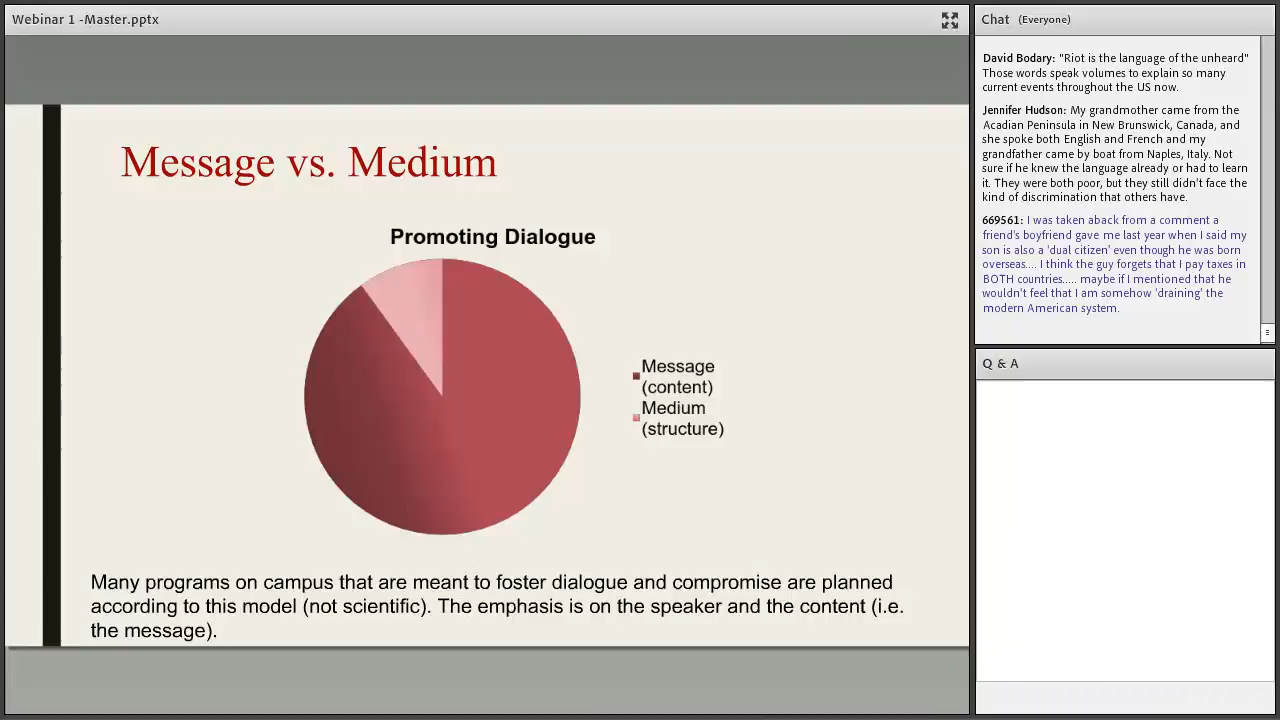 Webinar 1 -Master.pptx
Message vs. Medium
Promoting Dialogue
Message
(content)
Medium
(structure)
Many programs on campus that are meant to foster dialogue and compromise are planned
according to this model (not scientific). The emphasis is on the speaker and the content (i.e.
the message).
Chat (Everyone)
David Bodary: "Riot is the language of the unheard"
Those words speak volumes to explain so many
current events throughout the US now.
Jennifer Hudson: My grandmother came from the
Acadian Peninsula in New Brunswick, Canada, and
she spoke both English and French and my
grandfather came by boat from Naples, Italy. Not
sure if he knew the language already or had to learn
it. They were both poor, but they still didn't face the
kind of discrimination that others have.
669561: I was taken aback from a comment a
friend's boyfriend gave me last year when I said my
son is also a 'dual citizen' even though he was born
overseas.... I think the guy forgets that I pay taxes in
BOTH countries..... maybe if I mentioned that he
wouldn't feel that I am somehow 'draining' the
modern American system.
Q & A